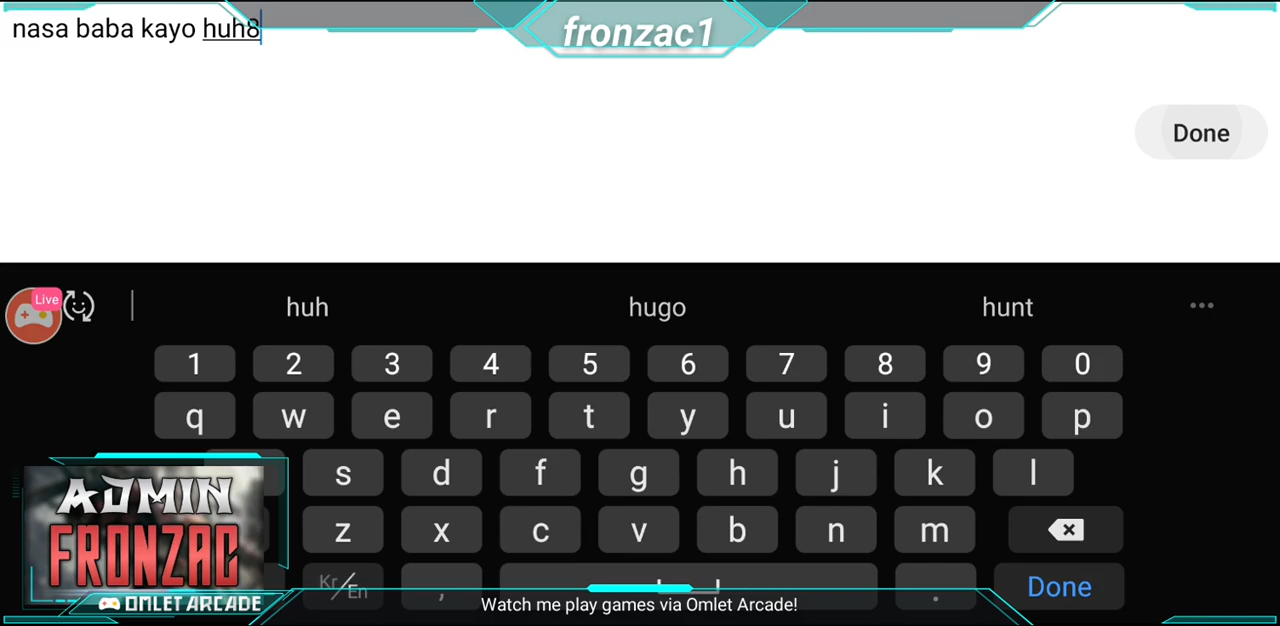 nasa baba kayo huh8
fronzac1
Done
Live
huh hugo hunt
1 2 3 4 5 6 7 8 9 0
q w e r t y u i o p
s d f g h j k l
z x c v b n m
Kr/En , . Done
ADMIN
FRONZAC
OMLET ARCADE
Watch me play games via Omlet Arcade!